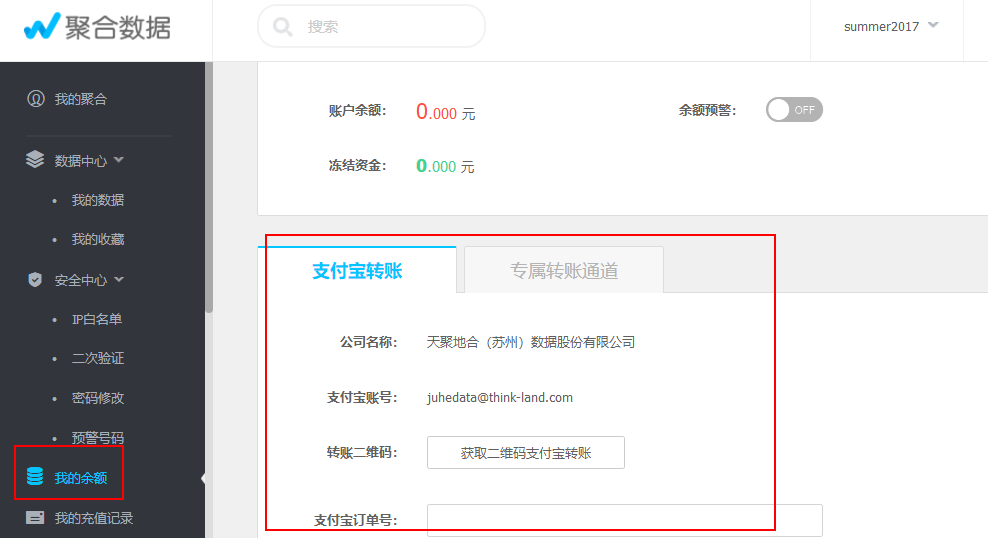 聚合数据
搜索
summer2017
我的聚合
数据中心
我的数据
我的收藏
安全中心
IP白名单
二次验证
密码修改
预警号码
我的余额
我的充值记录
账户余额： 0.000 元
余额预警： OFF
冻结资金： 0.000 元
支付宝转账 专属转账通道
公司名称： 天聚地合（苏州）数据股份有限公司
支付宝账号： juhedata@think-land.com
转账二维码： 获取二维码支付宝转账
支付宝订单号：